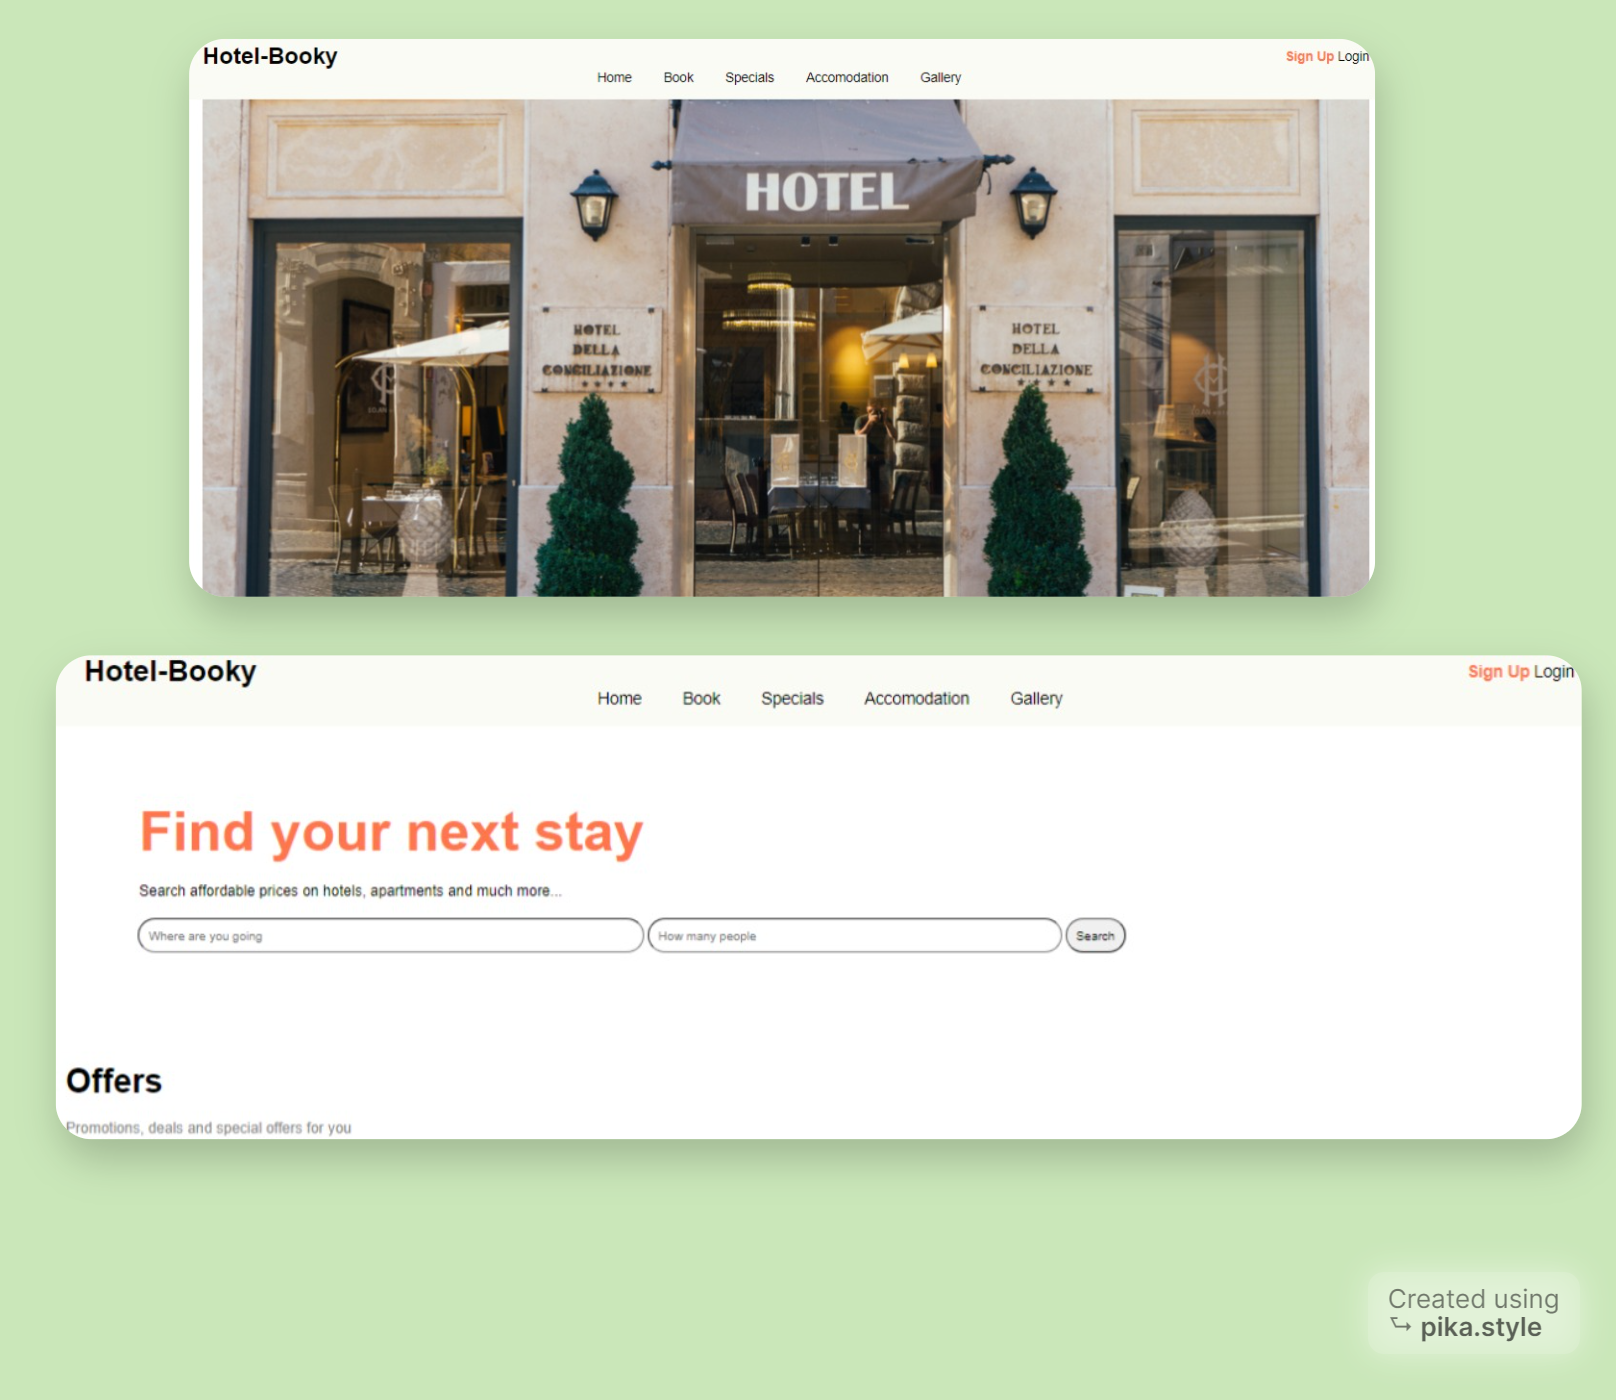 Hotel-Booky
Sign Up Login
Home Book Specials Accomodation Gallery
HOTEL
HOTEL
DELLA
CONCILIAZIONE
HOTEL
DELLA
CONCILIAZIONE
Hotel-Booky
Sign Up Login
Home Book Specials Accomodation Gallery
Find your next stay
Search affordable prices on hotels, apartments and much more...
Where are you going How many people Search
Offers
Promotions, deals and special offers for you
Created using
pika.style